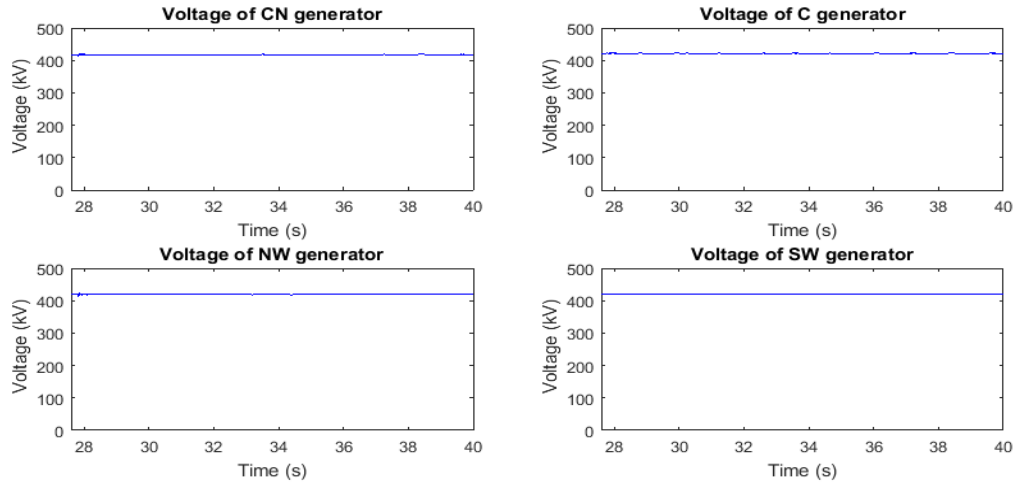 Voltage of CN generator
500
400
300
200
100
0
Voltage (kV)
28 30 32 34 36 38 40
Time (s)
Voltage of C generator
500
400
300
200
100
0
Voltage (kV)
28 30 32 34 36 38 40
Time (s)
Voltage of NW generator
500
400
300
200
100
0
Voltage (kV)
28 30 32 34 36 38 40
Time (s)
Voltage of SW generator
500
400
300
200
100
0
Voltage (kV)
28 30 32 34 36 38 40
Time (s)